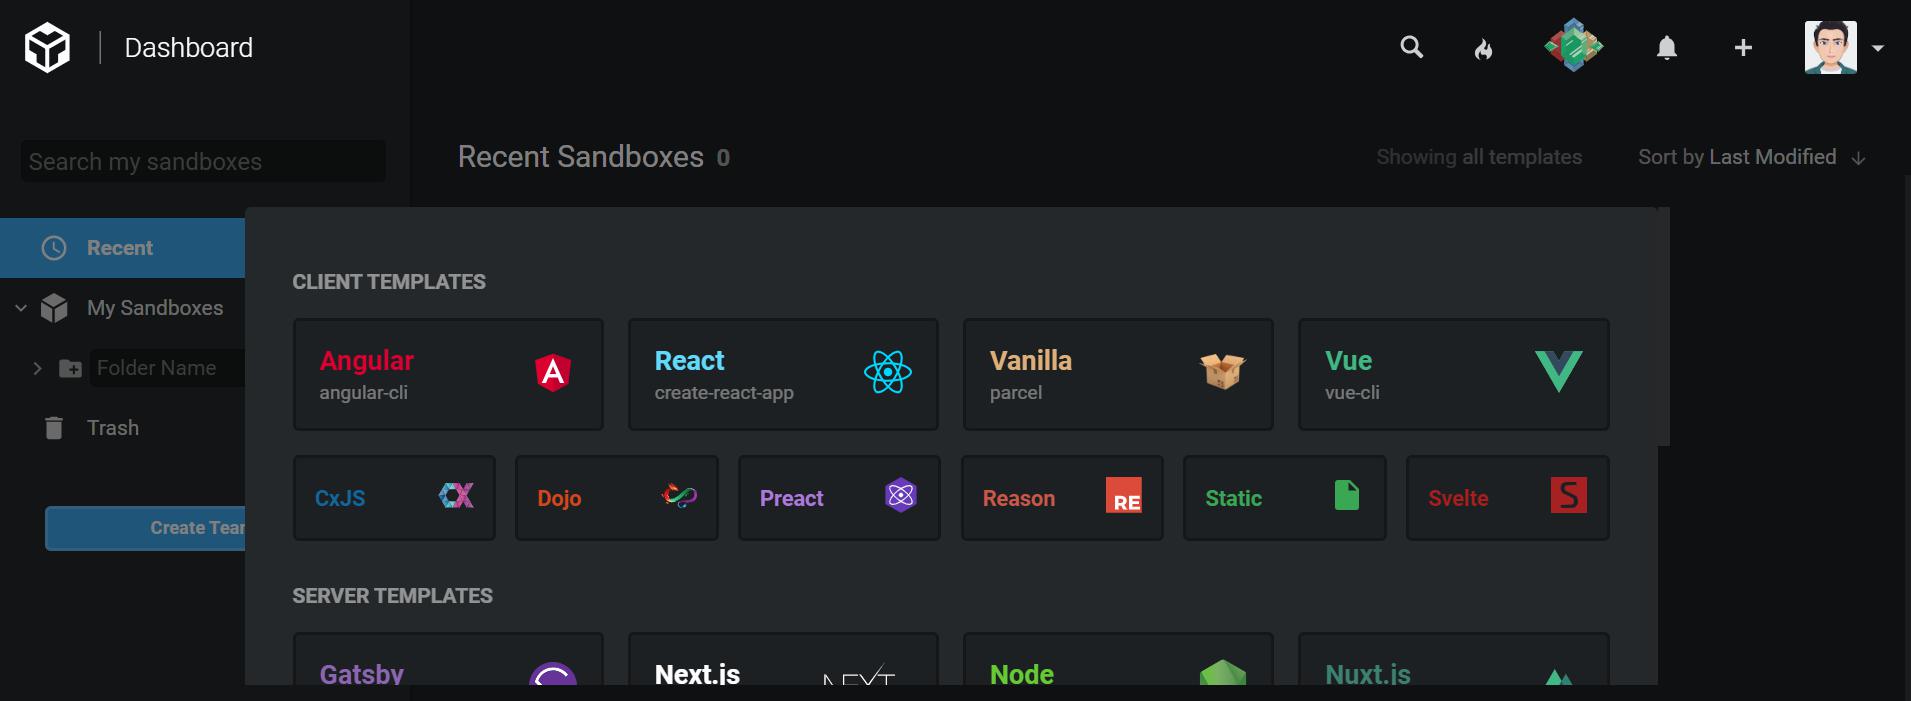 Dashboard
Search my sandboxes
Recent Sandboxes 0
Showing all templates
Sort by Last Modified
Recent
My Sandboxes
Folder Name
Trash
Create
CLIENT TEMPLATES
Angular
angular-cli
React
create-react-app
Vanilla
parcel
Vue
vue-cli
CxJS
Dojo
Preact
Reason
RE
Static
Svelte
SERVER TEMPLATES
Gatsby
Next.js
NEXT
Node
Nuxt.js